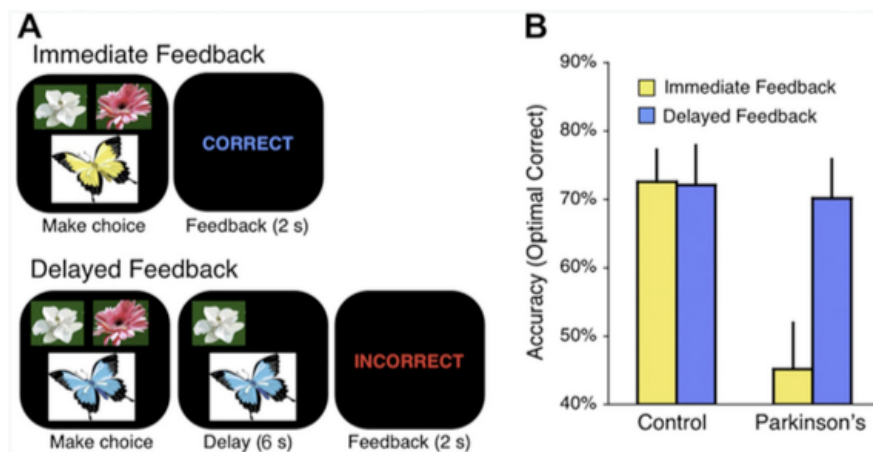 A
Immediate Feedback
CORRECT
Make choice
Feedback (2 s)
Delayed Feedback
INCORRECT
Make choice
Delay (6 s)
Feedback (2 s)
B
90%
80%
70%
60%
50%
40%
Accuracy (Optimal Correct)
Immediate Feedback
Delayed Feedback
Control
Parkinson's